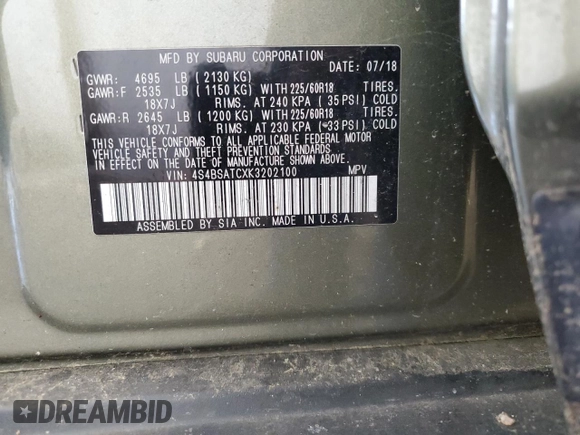 MFD BY SUBARU CORPORATION DATE: 07/18
GVWR: 4695 LB ( 2130 KG)
GAWR:F 2535 LB ( 1150 KG) WITH 225/60R18 TIRES.
18X7J RIMS. AT 240 KPA ( 35 PSI) COLD
GAWR:R 2645 LB ( 1200 KG) WITH 225/60R18 TIRES.
18X7J RIMS. AT 230 KPA ( 33 PSI) COLD
THIS VEHICLE CONFORMS TO ALL APPLICABLE FEDERAL MOTOR
VEHICLE SAFETY AND THEFT PREVENTION STANDARDS
IN EFFECT ON THE DATE OF MANUFACTURE SHOWN ABOVE.
VIN: 4S4BSATCXK3202100 MPV
ASSEMBLED BY SIA INC. MADE IN U.S.A.
DREAMBID